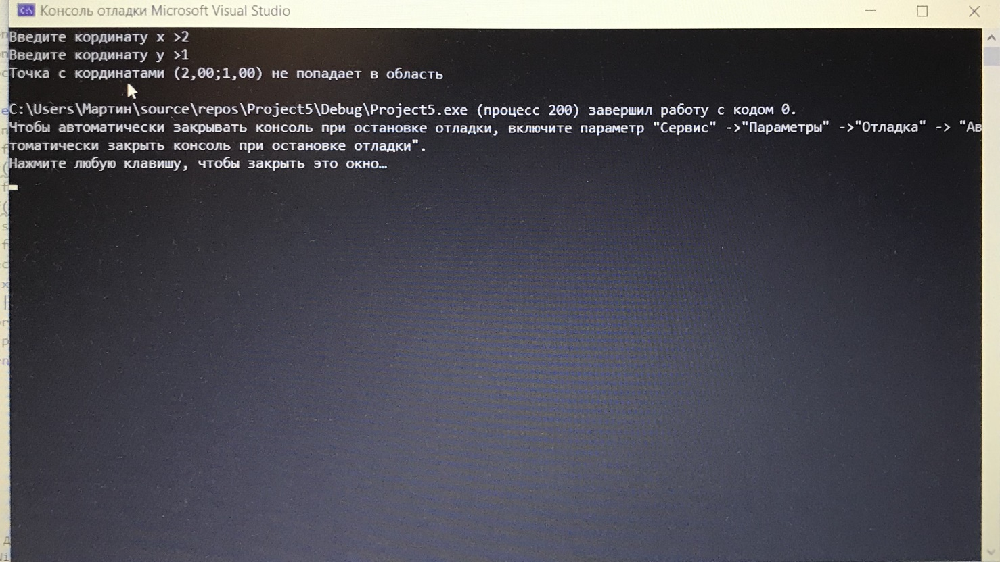 Консоль отладки Microsoft Visual Studio
Введите кординату x >2
Введите кординату y >1
Точка с кординатами (2,00;1,00) не попадает в область
C:\Users\Мартин\source\repos\Project5\Debug\Project5.exe (процесс 200) завершил работу с кодом 0.
Чтобы автоматически закрывать консоль при остановке отладки, включите параметр "Сервис" ->"Параметры" ->"Отладка" -> "Ав
томатически закрыть консоль при остановке отладки".
Нажмите любую клавишу, чтобы закрыть это окно…